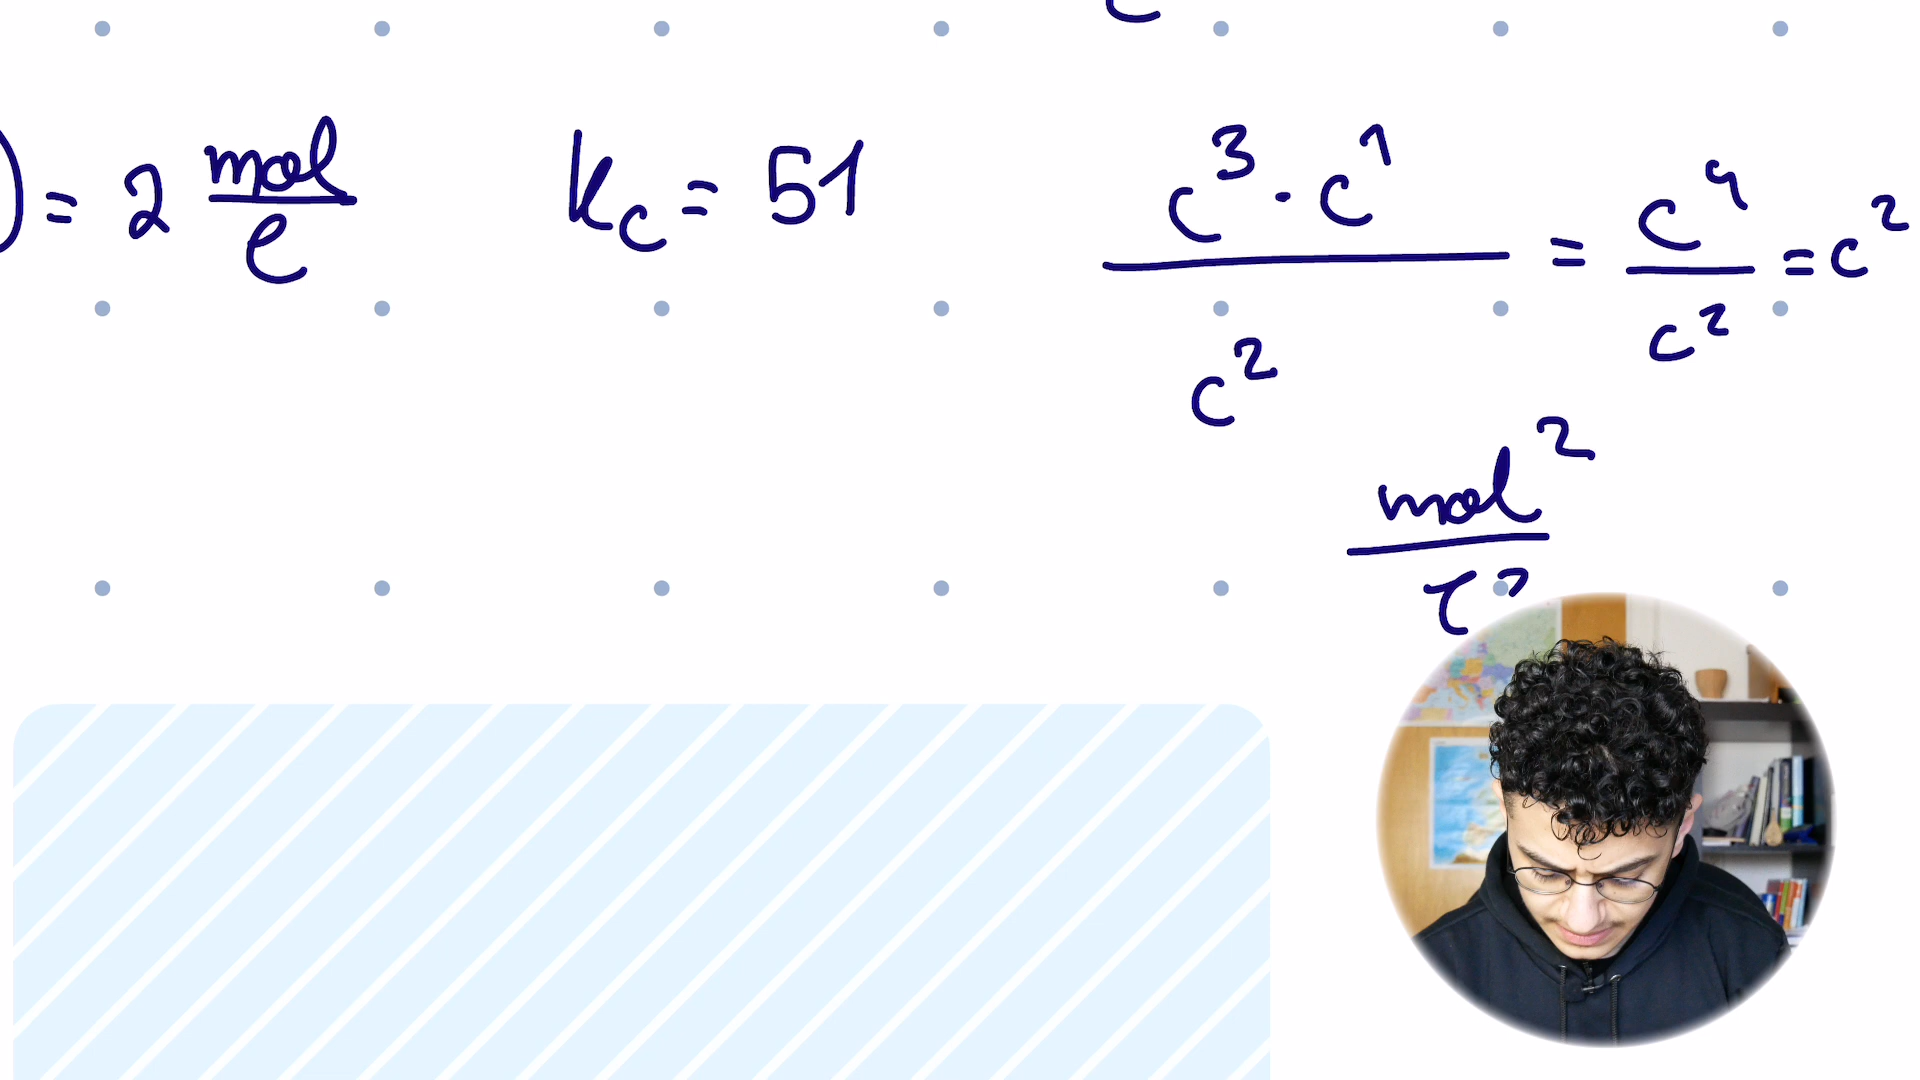 ) = 2 mol/l
Kc = 51
c³ · c¹ / c² = c⁴ / c² = c²
mol² / l²